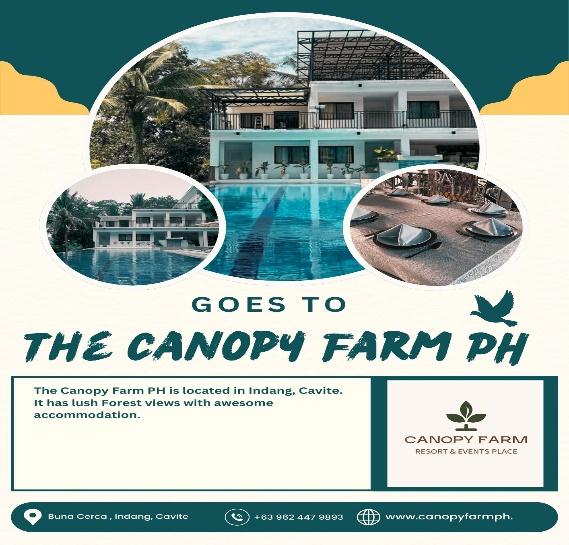 DAY
GOES TO
THE CANOPY FARM PH
The Canopy Farm PH is located in Indang, Cavite.
It has lush Forest views with awesome
accommodation.
CANOPY FARM
RESORT & EVENTS PLACE
Buna Cerca , Indang, Cavite
+63 962 447 9893
www.canopyfarmph.